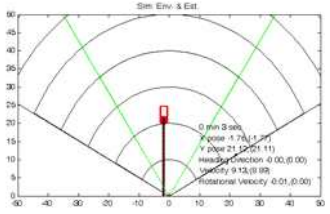 Sim. Env. & Est.
50
45
40
35
30
25
20
15
10
5
0
0 min 3 sec
X pose -1.76,(-1.77)
Y pose 21.12,(21.11)
Heading Direction -0.00,(0.00)
Velocity 9.13,(8.89)
Rotational Velocity -0.01,(0.00)
-50 -40 -30 -20 -10 0 10 20 30 40 50